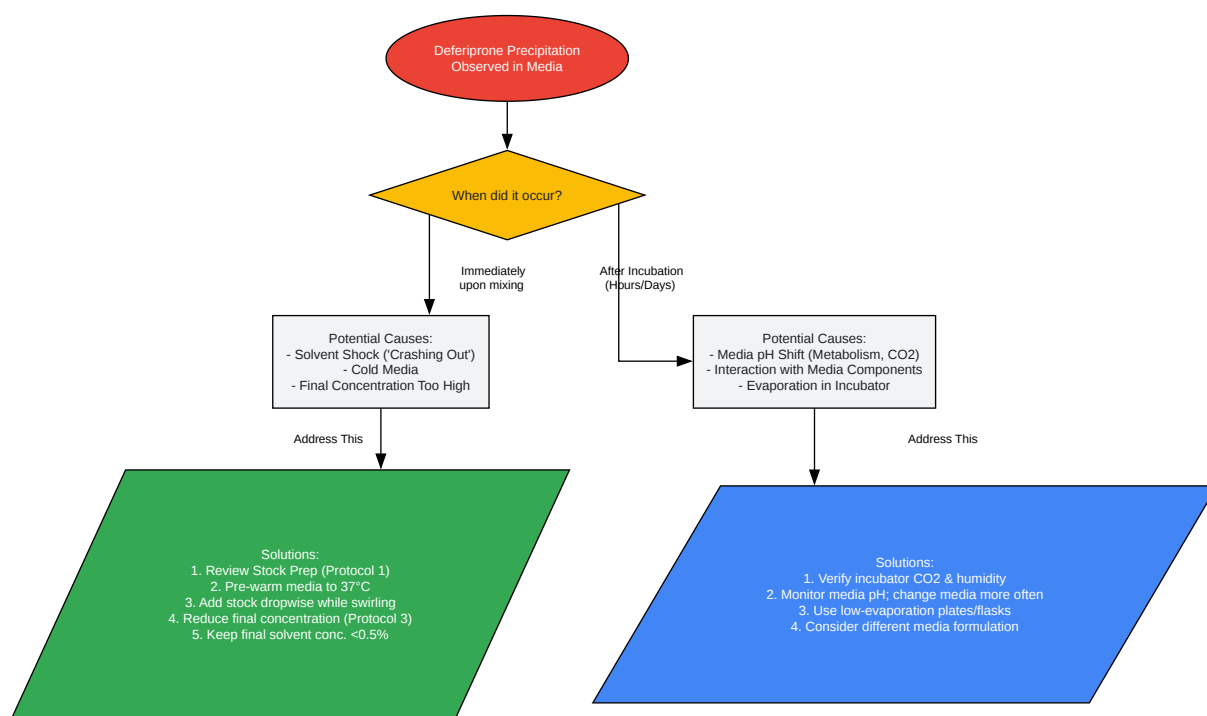 Deferiprone Precipitation
Observed in Media
When did it occur?
Immediately
upon mixing
After Incubation
(Hours/Days)
Potential Causes:
- Solvent Shock ('Crashing Out')
- Cold Media
- Final Concentration Too High
Potential Causes:
- Media pH Shift (Metabolism, CO2)
- Interaction with Media Components
- Evaporation in Incubator
Address This
Address This
Solutions:
1. Review Stock Prep (Protocol 1)
2. Pre-warm media to 37°C
3. Add stock dropwise while swirling
4. Reduce final concentration (Protocol 3)
5. Keep final solvent conc. <0.5%
Solutions:
1. Verify incubator CO2 & humidity
2. Monitor media pH; change media more often
3. Use low-evaporation plates/flasks
4. Consider different media formulation